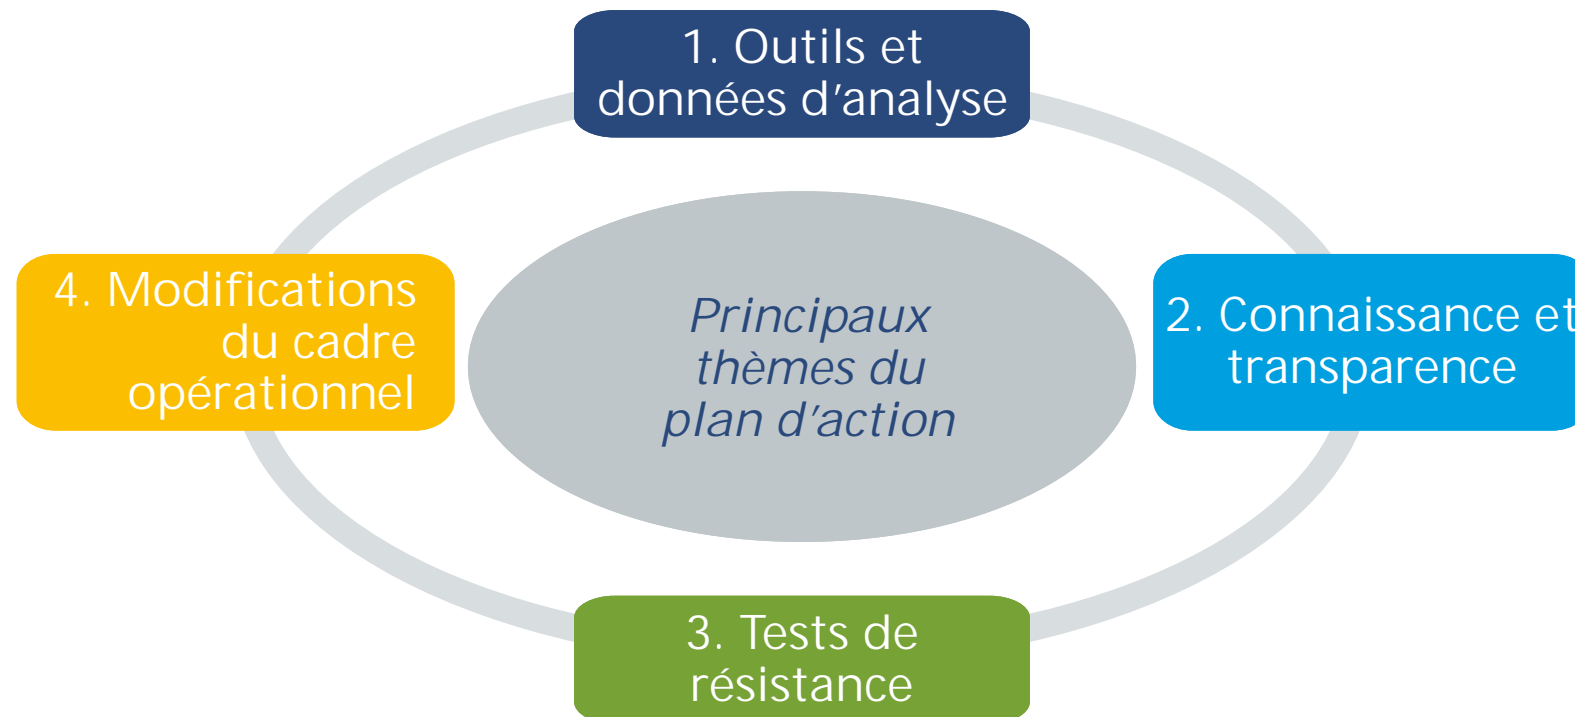 1. Outils et
données d’analyse
4. Modifications
du cadre
opérationnel
Principaux
thèmes du
plan d’action
2. Connaissance et
transparence
3. Tests de
résistance